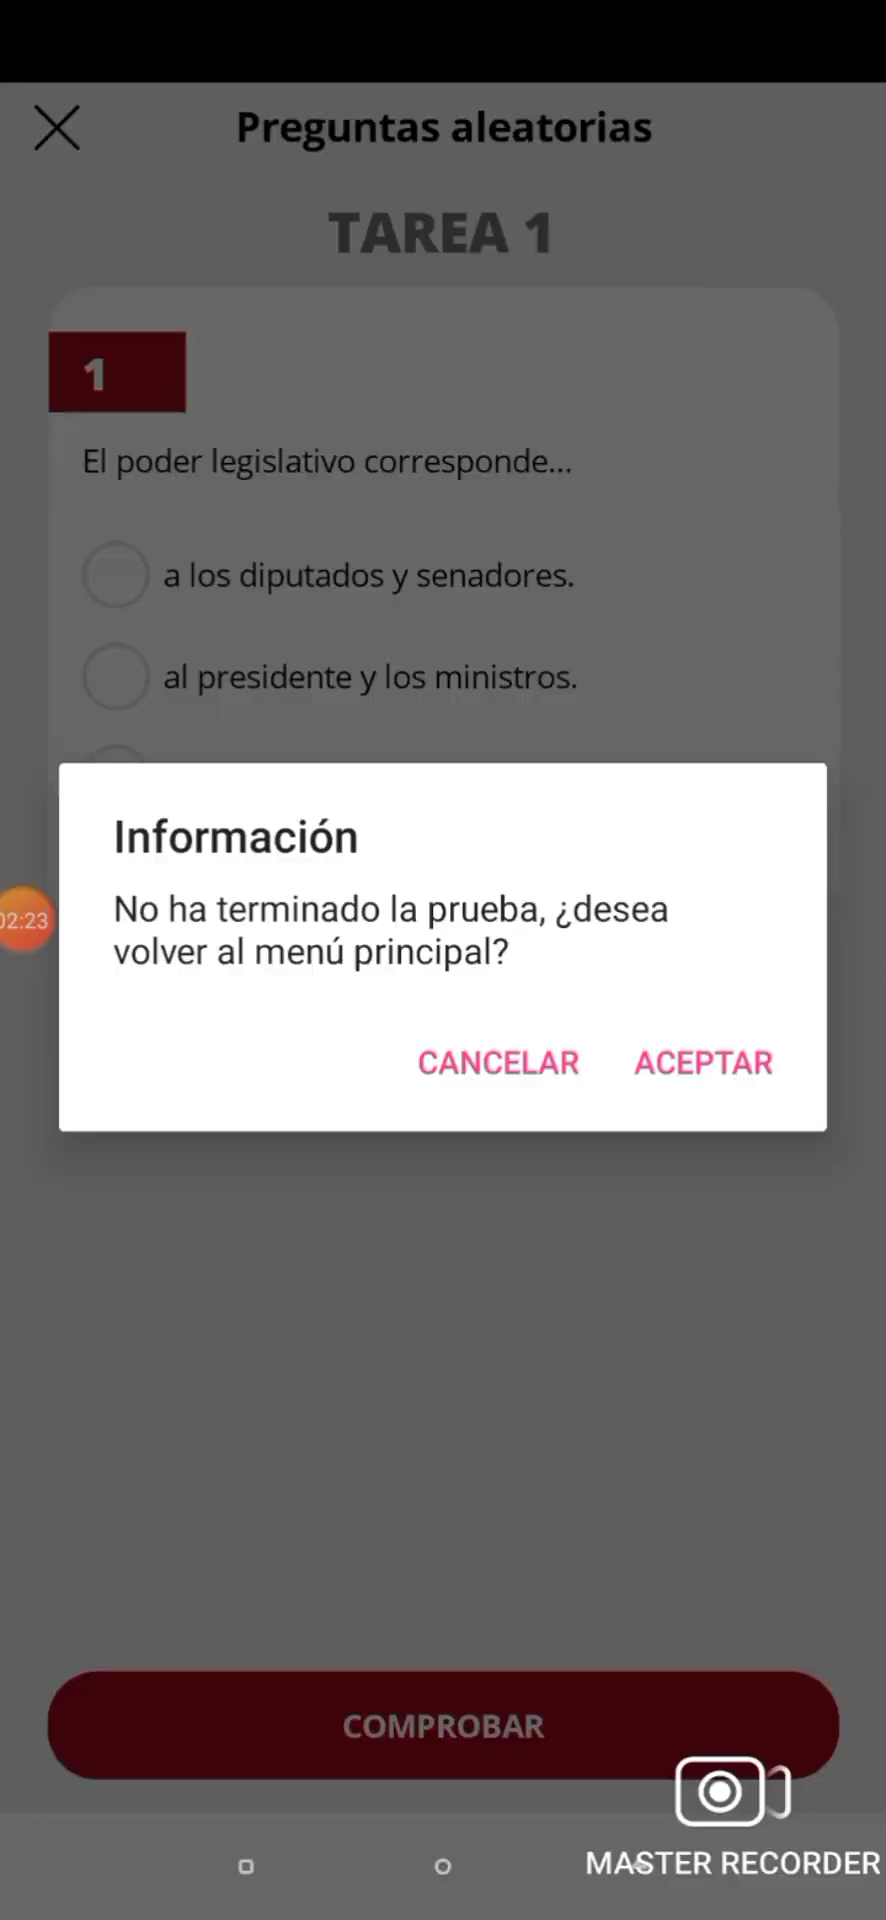 Preguntas aleatorias
TAREA 1
1
El poder legislativo corresponde...
a los diputados y senadores.
al presidente y los ministros.
Información
No ha terminado la prueba, ¿desea
volver al menú principal?
02:23
CANCELAR ACEPTAR
COMPROBAR
MASTER RECORDER